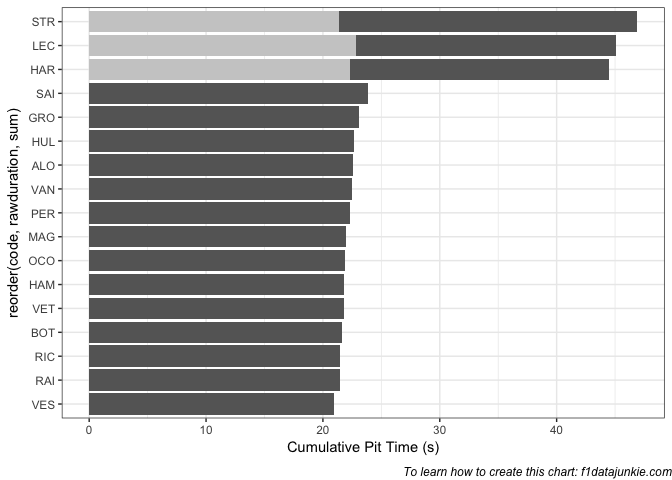 STR
LEC
HAR
SAI
GRO
HUL
ALO
VAN
PER
MAG
OCO
HAM
VET
BOT
RIC
RAI
VES
reorder(code, rawduration, sum)
0 10 20 30 40
Cumulative Pit Time (s)
To learn how to create this chart: f1datajunkie.com